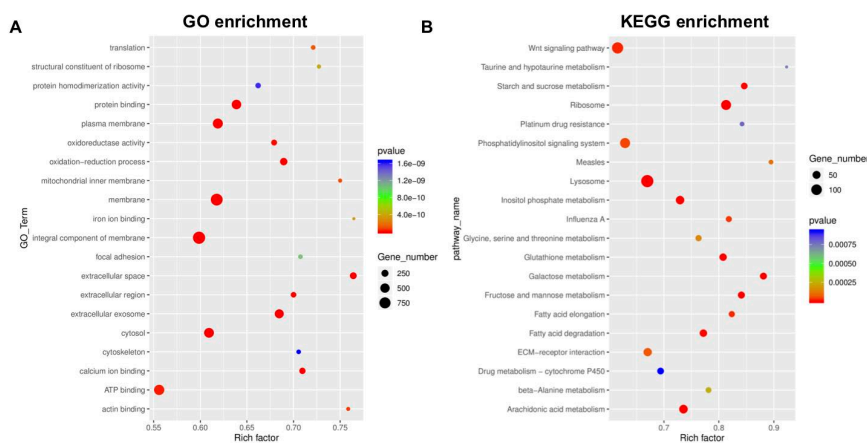 A
GO enrichment
translation
structural constituent of ribosome
protein homodimerization activity
protein binding
plasma membrane
oxidoreductase activity
oxidation−reduction process
mitochondrial inner membrane
membrane
iron ion binding
integral component of membrane
focal adhesion
extracellular space
extracellular region
extracellular exosome
cytosol
cytoskeleton
calcium ion binding
ATP binding
actin binding
GO_Term
0.55 0.60 0.65 0.70 0.75
Rich factor
pvalue
1.6e−09
8.0e−10
4.0e−10
Gene_number
250
500
750
B
KEGG enrichment
Wnt signaling pathway
Taurine and hypotaurine metabolism
Starch and sucrose metabolism
Ribosome
Platinum drug resistance
Phosphatidylinositol signaling system
Measles
Lysosome
Inositol phosphate metabolism
Influenza A
Glycine, serine and threonine metabolism
Glutathione metabolism
Galactose metabolism
Fructose and mannose metabolism
Fatty acid elongation
Fatty acid degradation
ECM−receptor interaction
Drug metabolism − cytochrome P450
beta−Alanine metabolism
Arachidonic acid metabolism
pathway_name
0.7 0.8 0.9
Rich factor
Gene_number
50
100
pvalue
0.00075
0.00050
0.00025